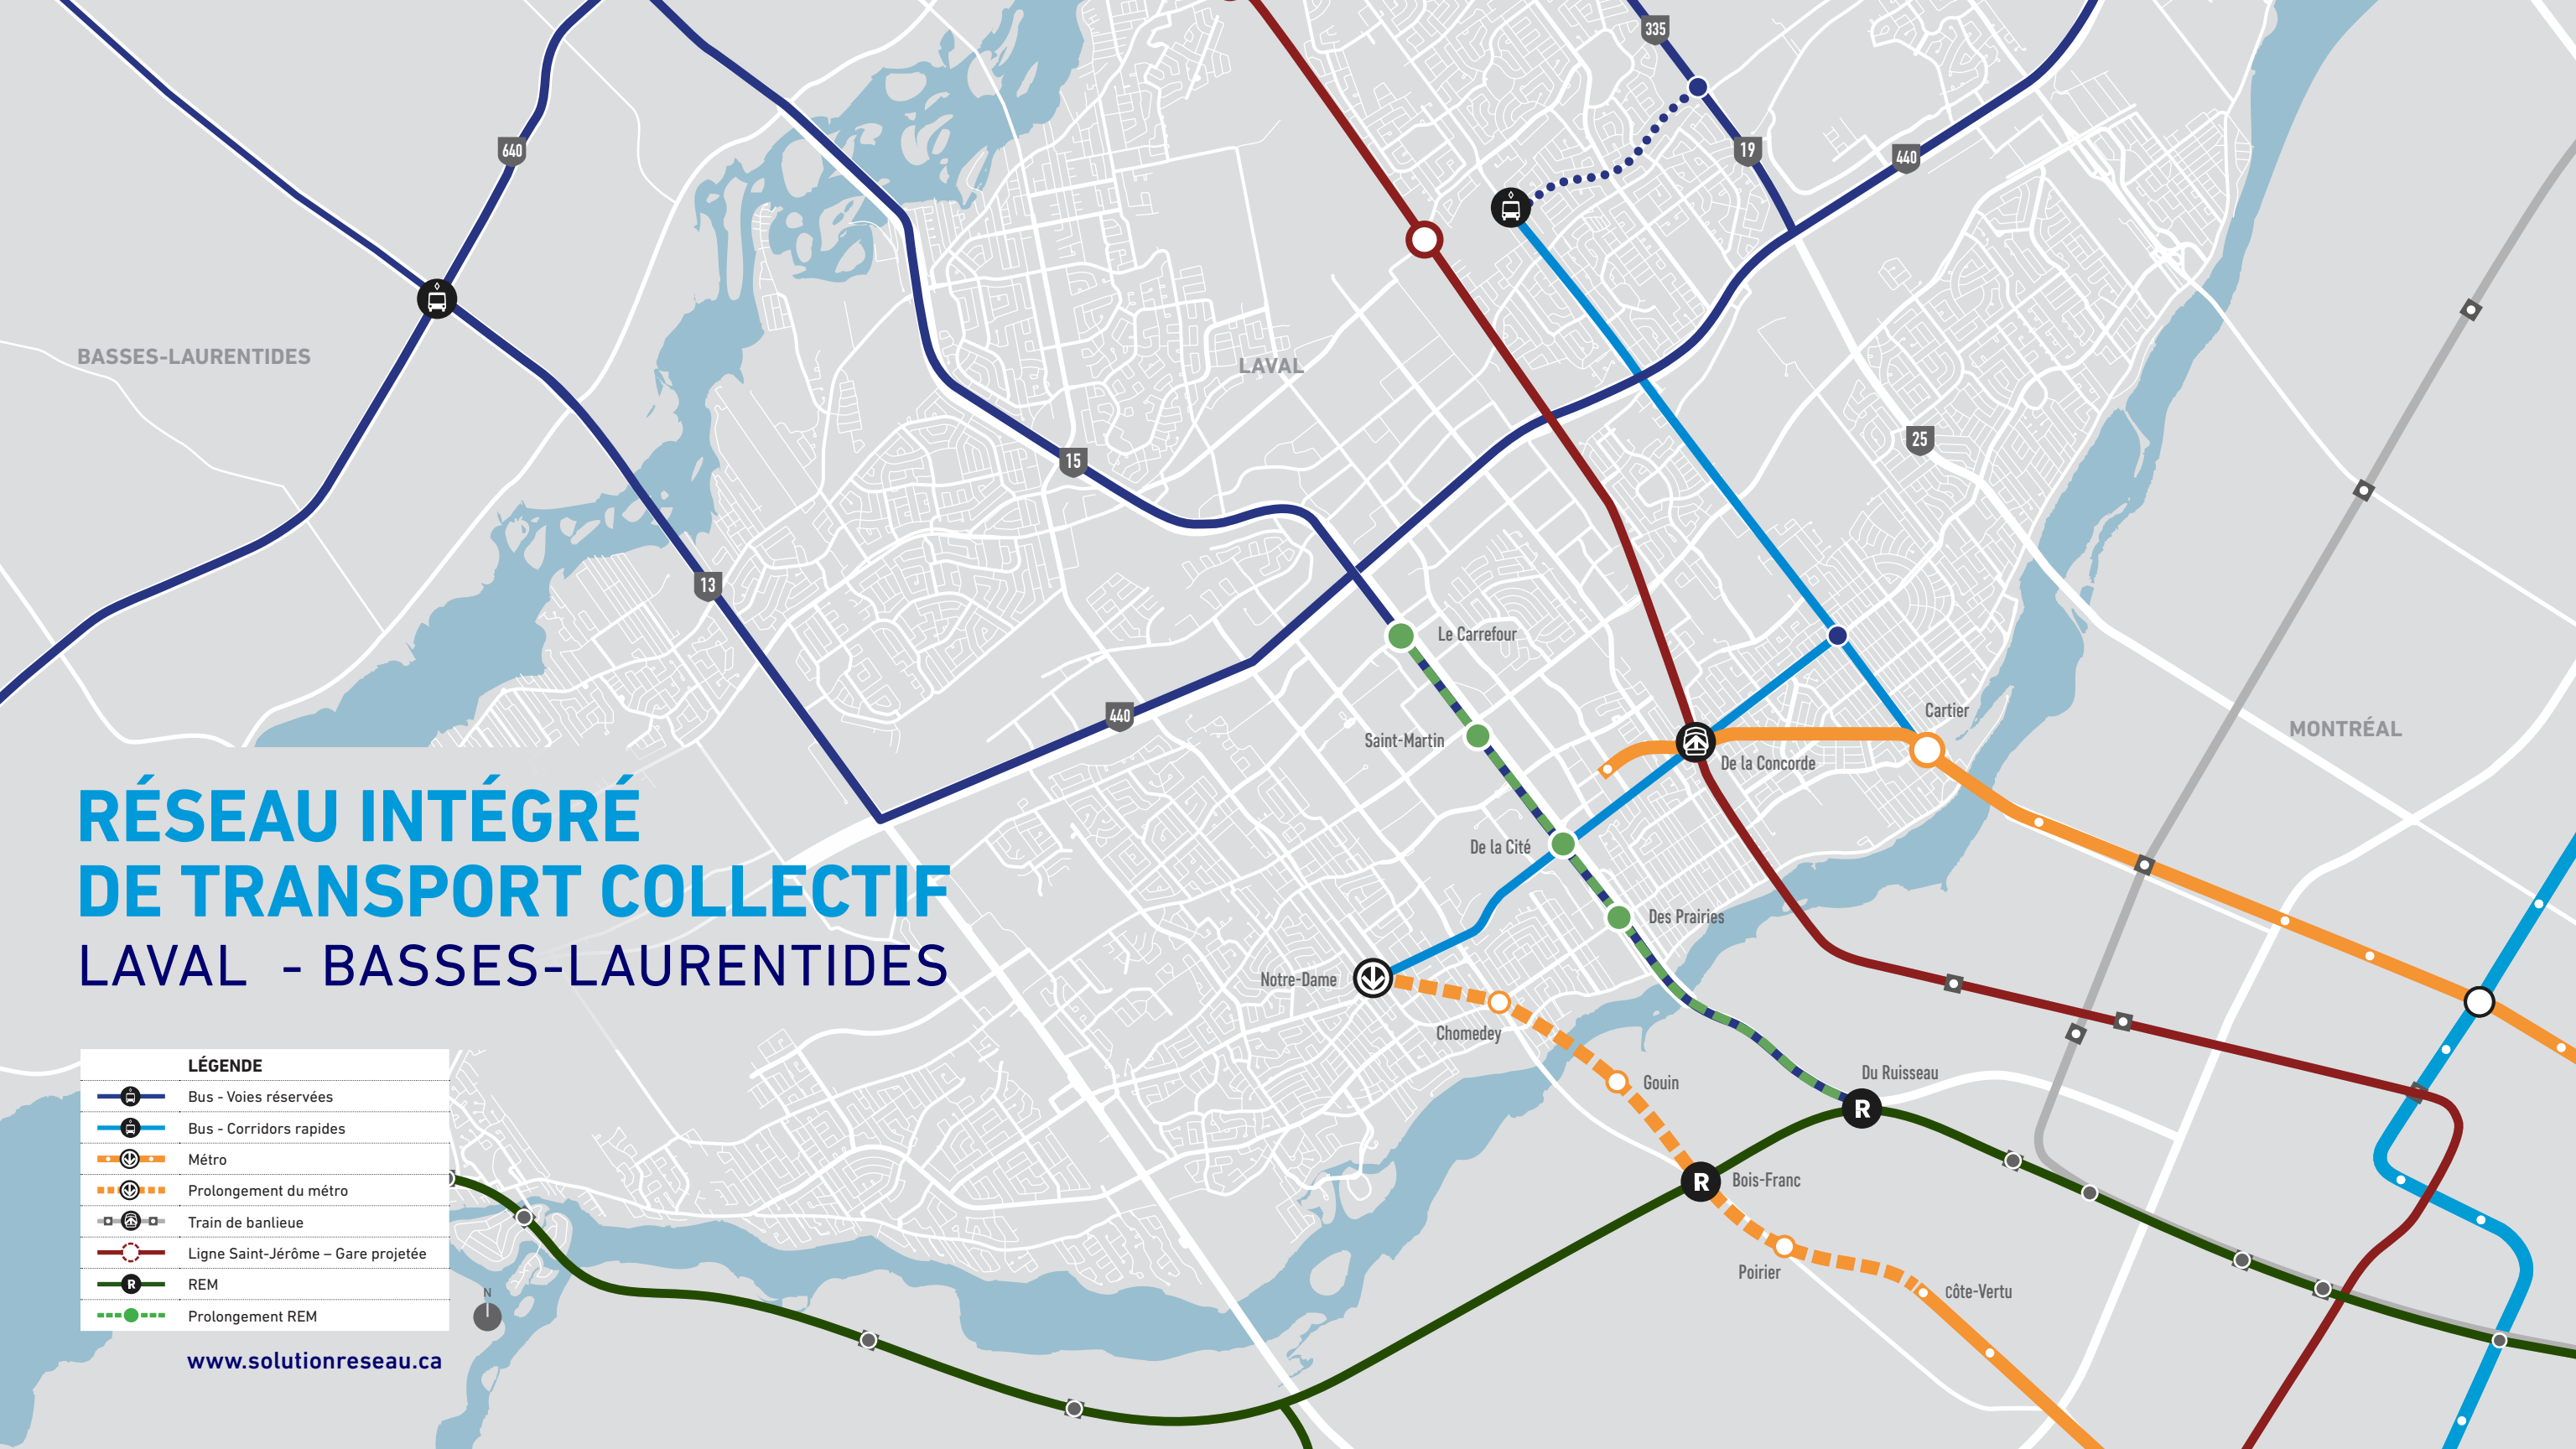 335
640
19
440
BASSES-LAURENTIDES
LAVAL
15
25
13
Le Carrefour
440
Cartier
Saint-Martin
MONTRÉAL
De la Concorde
RÉSEAU INTÉGRÉ
DE TRANSPORT COLLECTIF
LAVAL - BASSES-LAURENTIDES
De la Cité
Des Prairies
Notre-Dame
Chomedey
Gouin
Du Ruisseau
R
Bois-Franc
R
Poirier
côte-Vertu
LÉGENDE
Bus - Voies réservées
Bus - Corridors rapides
Métro
Prolongement du métro
Train de banlieue
Ligne Saint-Jérôme – Gare projetée
R REM
Prolongement REM
N
www.solutionreseau.ca